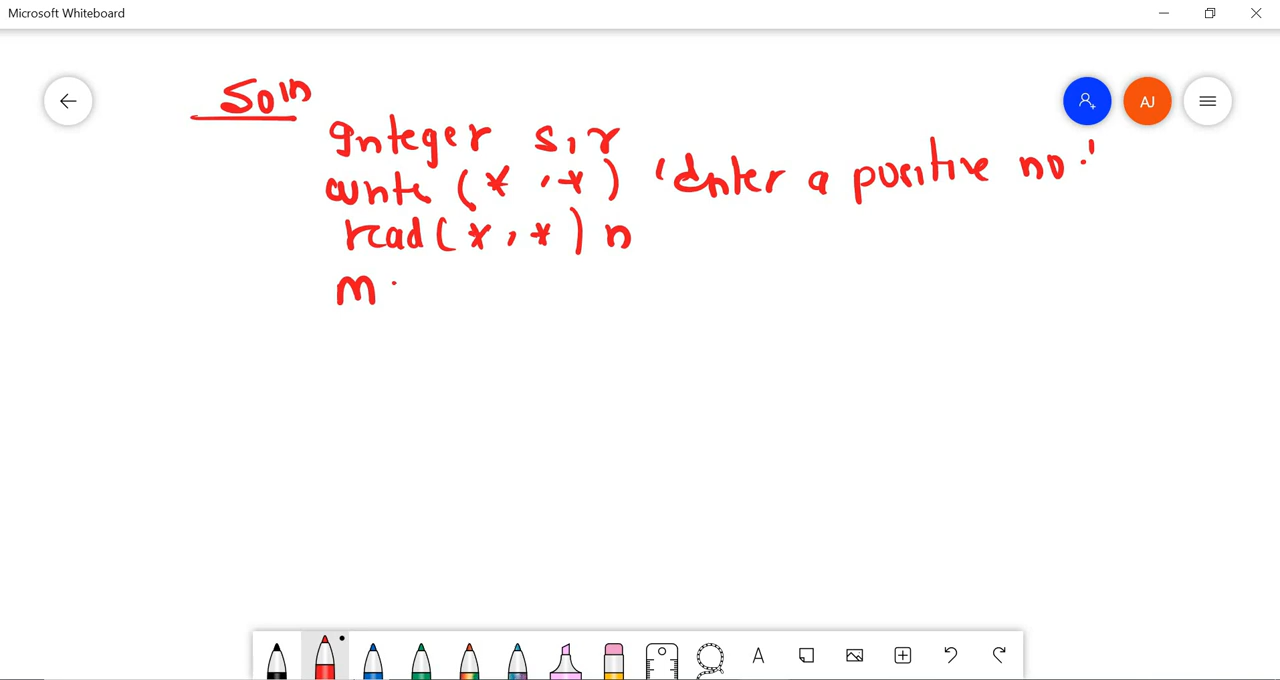 Microsoft Whiteboard
Soln
AJ
Integer s, r
write (*, *) 'Enter a positive no.'
read (*, *) n
m
A